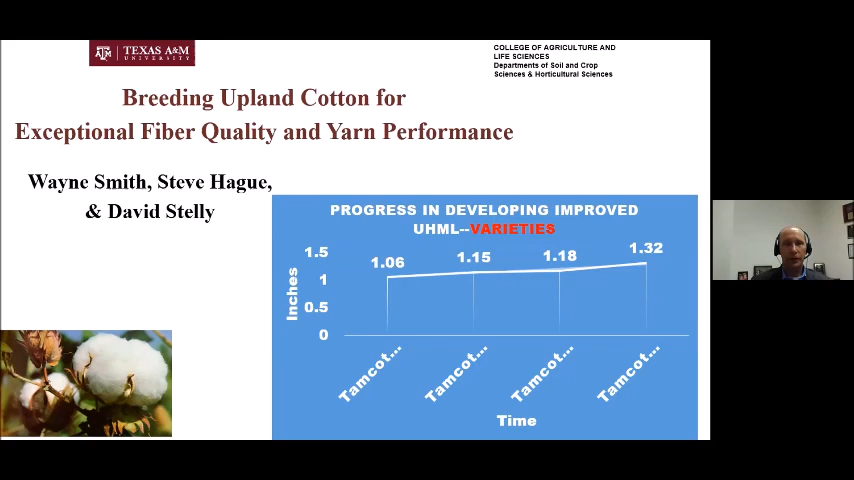 TEXAS A&M
UNIVERSITY
COLLEGE OF AGRICULTURE AND
LIFE SCIENCES
Departments of Soil and Crop
Sciences & Horticultural Sciences
Breeding Upland Cotton for
Exceptional Fiber Quality and Yarn Performance
Wayne Smith, Steve Hague,
& David Stelly
PROGRESS IN DEVELOPING IMPROVED
UHML--VARIETIES
1.5
1
0.5
0
Inches
1.06
1.15
1.18
1.32
Tamcot...
Tamcot...
Tamcot...
Tamcot...
Time